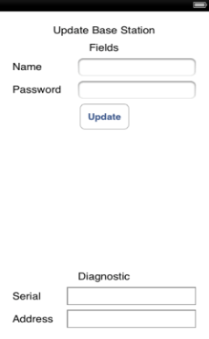 Update Base Station
Fields
Name
Password
Update
Diagnostic
Serial
Address